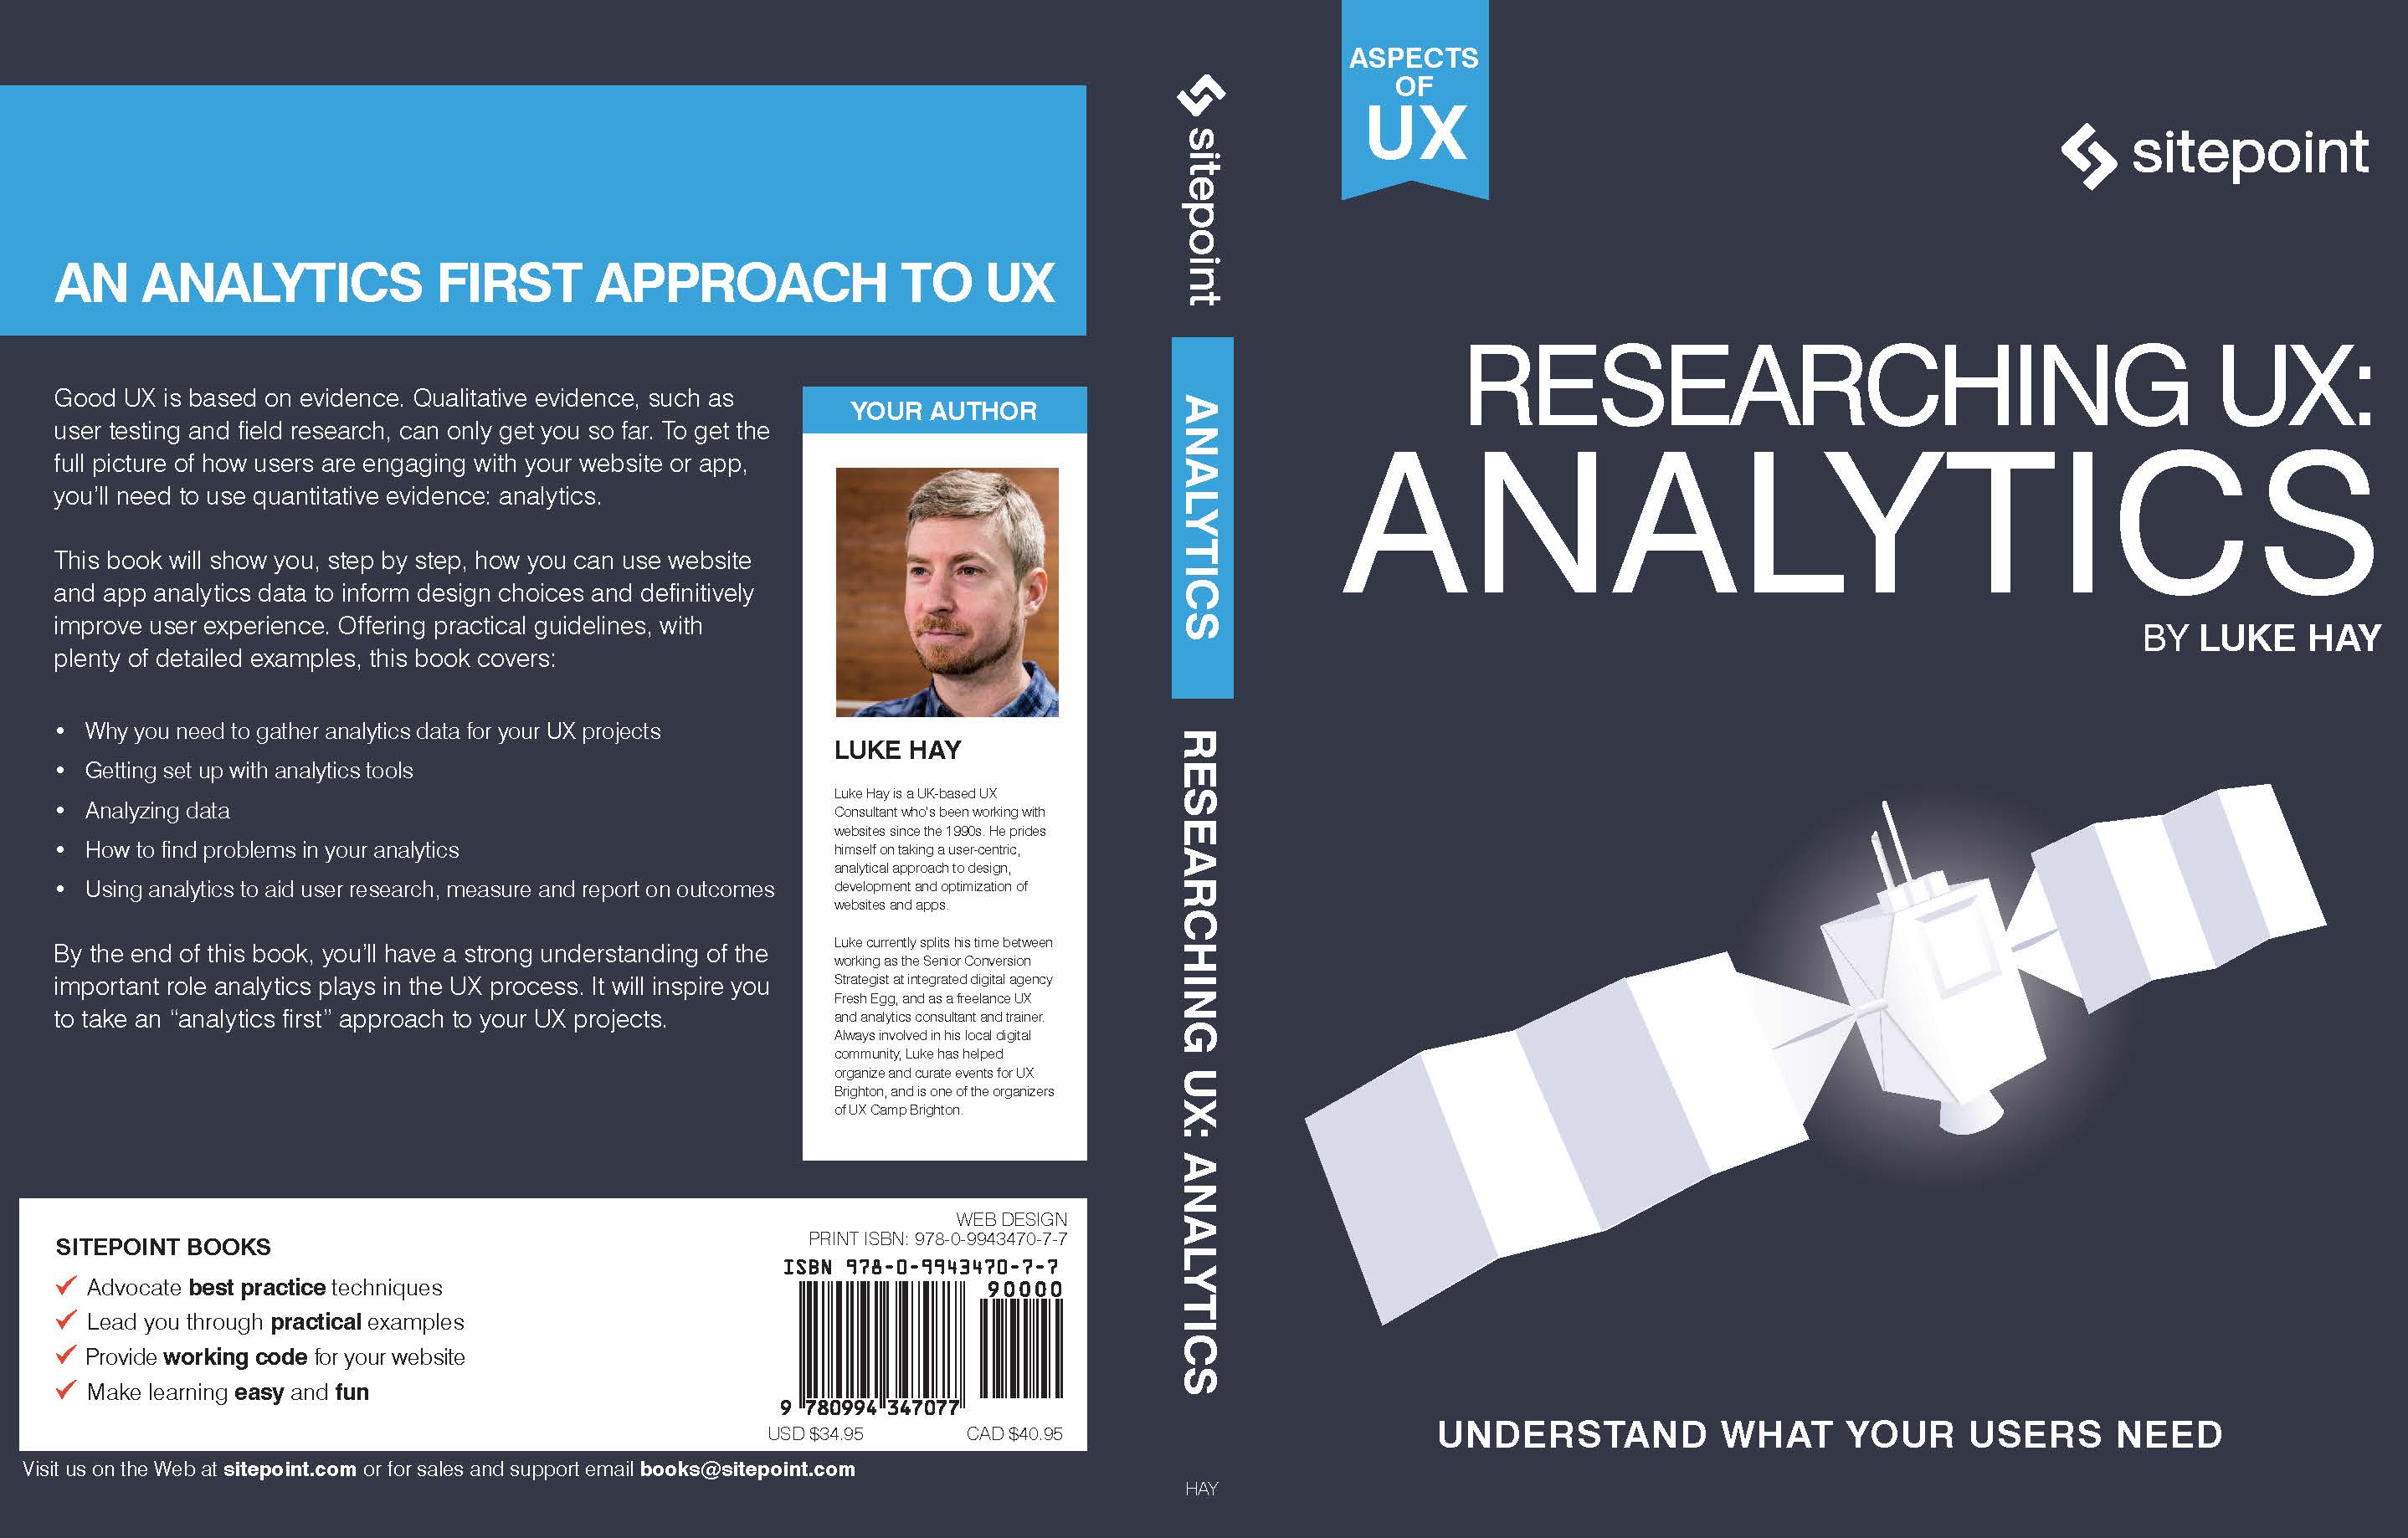 AN ANALYTICS FIRST APPROACH TO UX
Good UX is based on evidence. Qualitative evidence, such as
user testing and field research, can only get you so far. To get the
full picture of how users are engaging with your website or app,
you’ll need to use quantitative evidence: analytics.
This book will show you, step by step, how you can use website
and app analytics data to inform design choices and definitively
improve user experience. Offering practical guidelines, with
plenty of detailed examples, this book covers:
• Why you need to gather analytics data for your UX projects
• Getting set up with analytics tools
• Analyzing data
• How to find problems in your analytics
• Using analytics to aid user research, measure and report on outcomes
By the end of this book, you’ll have a strong understanding of the
important role analytics plays in the UX process. It will inspire you
to take an “analytics first” approach to your UX projects.
YOUR AUTHOR
LUKE HAY
Luke Hay is a UK-based UX
Consultant who's been working with
websites since the 1990s. He prides
himself on taking a user-centric,
analytical approach to design,
development and optimization of
websites and apps.
Luke currently splits his time between
working as the Senior Conversion
Strategist at integrated digital agency
Fresh Egg, and as a freelance UX
and analytics consultant and trainer.
Always involved in his local digital
community, Luke has helped
organize and curate events for UX
Brighton, and is one of the organizers
of UX Camp Brighton.
SITEPOINT BOOKS
Advocate best practice techniques
Lead you through practical examples
Provide working code for your website
Make learning easy and fun
WEB DESIGN
PRINT ISBN: 978-0-9943470-7-7
ISBN 978-0-9943470-7-7
90000
9 780994 347077
USD $34.95 CAD $40.95
Visit us on the Web at sitepoint.com or for sales and support email books@sitepoint.com
sitepoint
ANALYTICS
RESEARCHING UX: ANALYTICS
HAY
ASPECTS
OF
UX
sitepoint
RESEARCHING UX:
ANALYTICS
BY LUKE HAY
UNDERSTAND WHAT YOUR USERS NEED